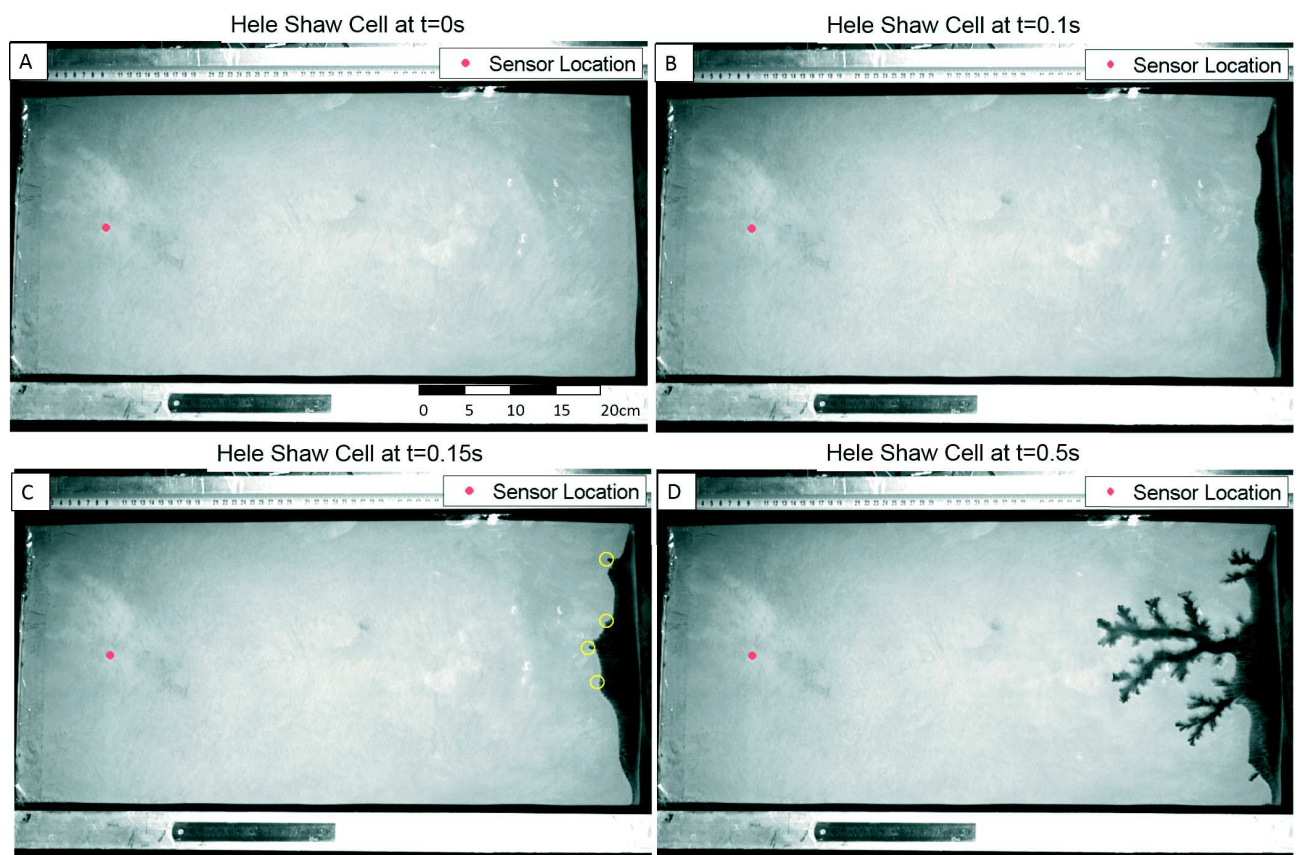 Hele Shaw Cell at t=0s
A
Sensor Location
0 5 10 15 20cm
Hele Shaw Cell at t=0.1s
B
Sensor Location
Hele Shaw Cell at t=0.15s
C
Sensor Location
Hele Shaw Cell at t=0.5s
D
Sensor Location